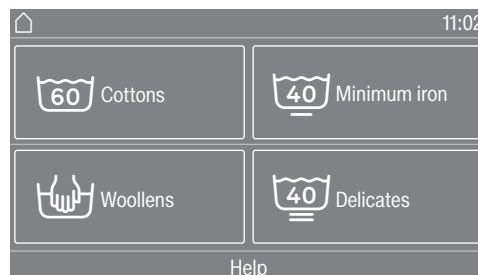 11:02
60 Cottons
40 Minimum iron
Woollens
40 Delicates
Help